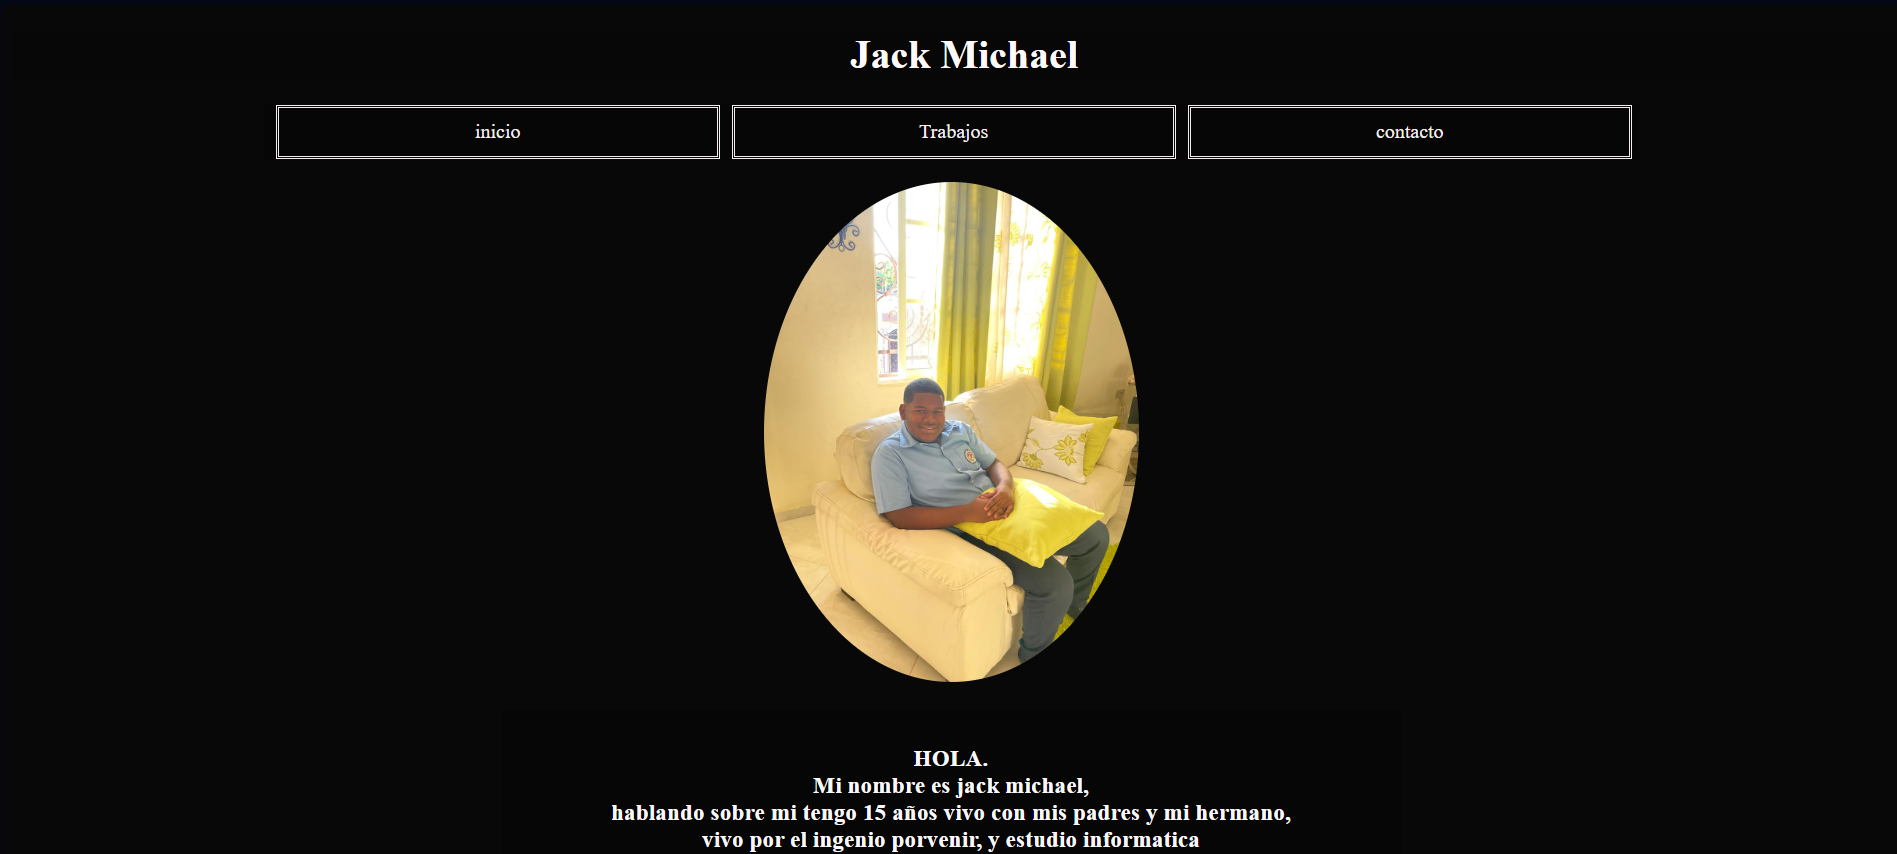 Jack Michael
inicio
Trabajos
contacto
HOLA.
Mi nombre es jack michael,
hablando sobre mi tengo 15 años vivo con mis padres y mi hermano,
vivo por el ingenio porvenir, y estudio informatica